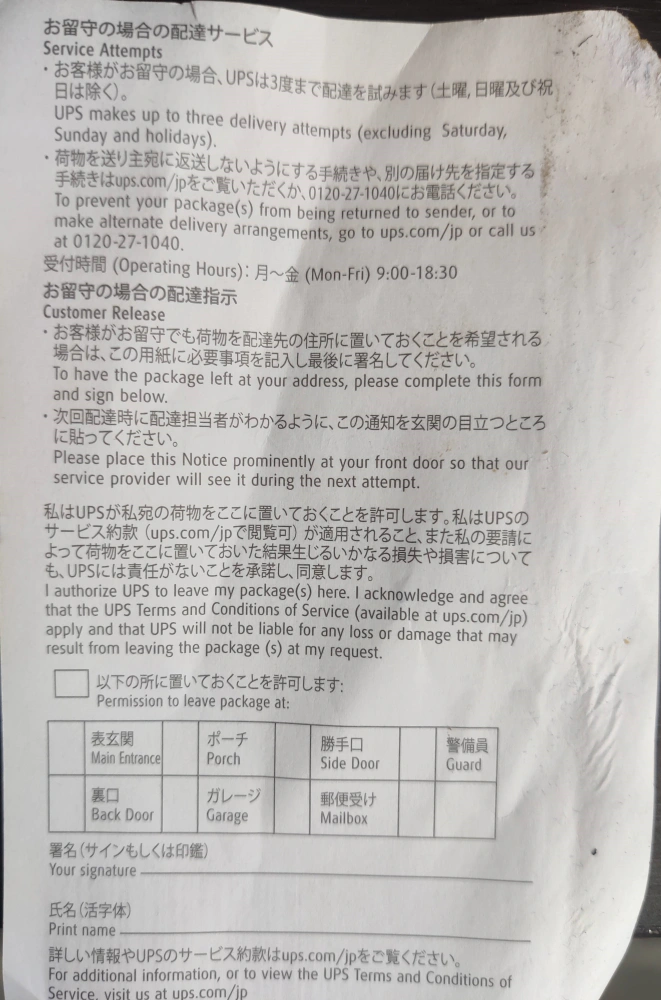 お留守の場合の配達サービス
Service Attempts
・お客様がお留守の場合、UPSは3度まで配達を試みます(土曜, 日曜及び祝
日は除く)。
UPS makes up to three delivery attempts (excluding Saturday,
Sunday and holidays).
・荷物を送り主宛に返送しないようにする手続きや、別の届け先を指定する
手続きはups.com/jpをご覧いただくか、0120-27-1040にお電話ください。
To prevent your package(s) from being returned to sender, or to
make alternate delivery arrangements, go to ups.com/jp or call us
at 0120-27-1040.
受付時間 (Operating Hours): 月~金 (Mon-Fri) 9:00-18:30
お留守の場合の配達指示
Customer Release
・お客様がお留守でも荷物を配達先の住所に置いておくことを希望される
場合は、この用紙に必要事項を記入し最後に署名してください。
To have the package left at your address, please complete this form
and sign below.
・次回配達時に配達担当者がわかるように、この通知を玄関の目立つところ
に貼ってください。
Please place this Notice prominently at your front door so that our
service provider will see it during the next attempt.
私はUPSが私宛の荷物をここに置いておくことを許可します。私はUPSの
サービス約款 (ups.com/jpで閲覧可) が適用されること、また私の要請に
よって荷物をここに置いておいた結果生じるいかなる損失や損害について
も、UPSには責任がないことを承諾し、同意します。
I authorize UPS to leave my package(s) here. I acknowledge and agree
that the UPS Terms and Conditions of Service (available at ups.com/jp)
apply and that UPS will not be liable for any loss or damage that may
result from leaving the package (s) at my request.
以下の所に置いておくことを許可します:
Permission to leave package at:
表玄関 ポーチ 勝手口 警備員
Main Entrance Porch Side Door Guard
裏口 ガレージ 郵便受け
Back Door Garage Mailbox
署名(サインもしくは印鑑)
Your signature
氏名(活字体)
Print name
詳しい情報やUPSのサービス約款はups.com/jpをご覧ください。
For additional information, or to view the UPS Terms and Conditions of
Service, visit us at ups.com/jp